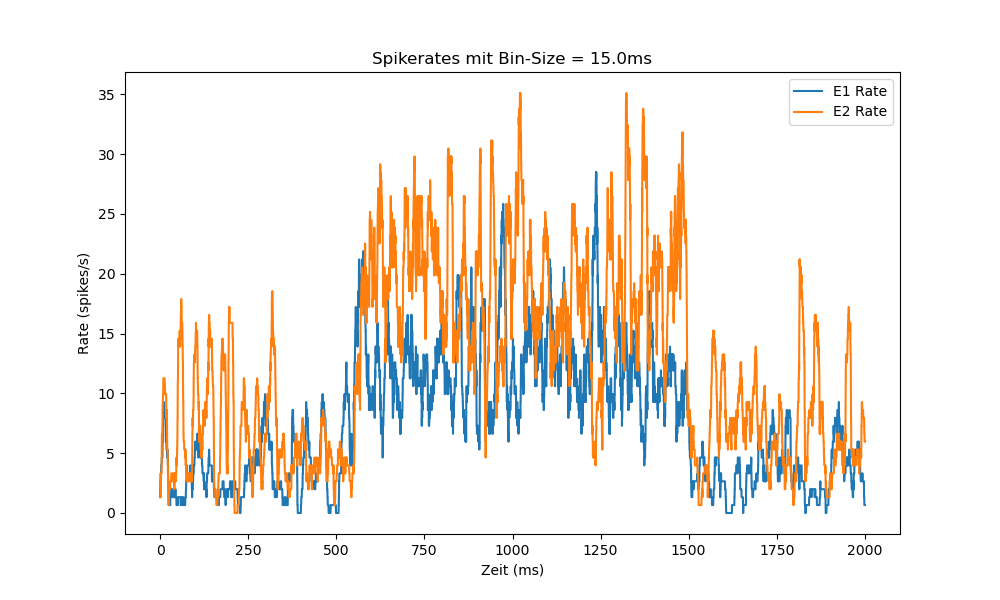 Spikerates mit Bin-Size = 15.0ms
E1 Rate
E2 Rate
Rate (spikes/s)
35
30
25
20
15
10
5
0
0 250 500 750 1000 1250 1500 1750 2000
Zeit (ms)